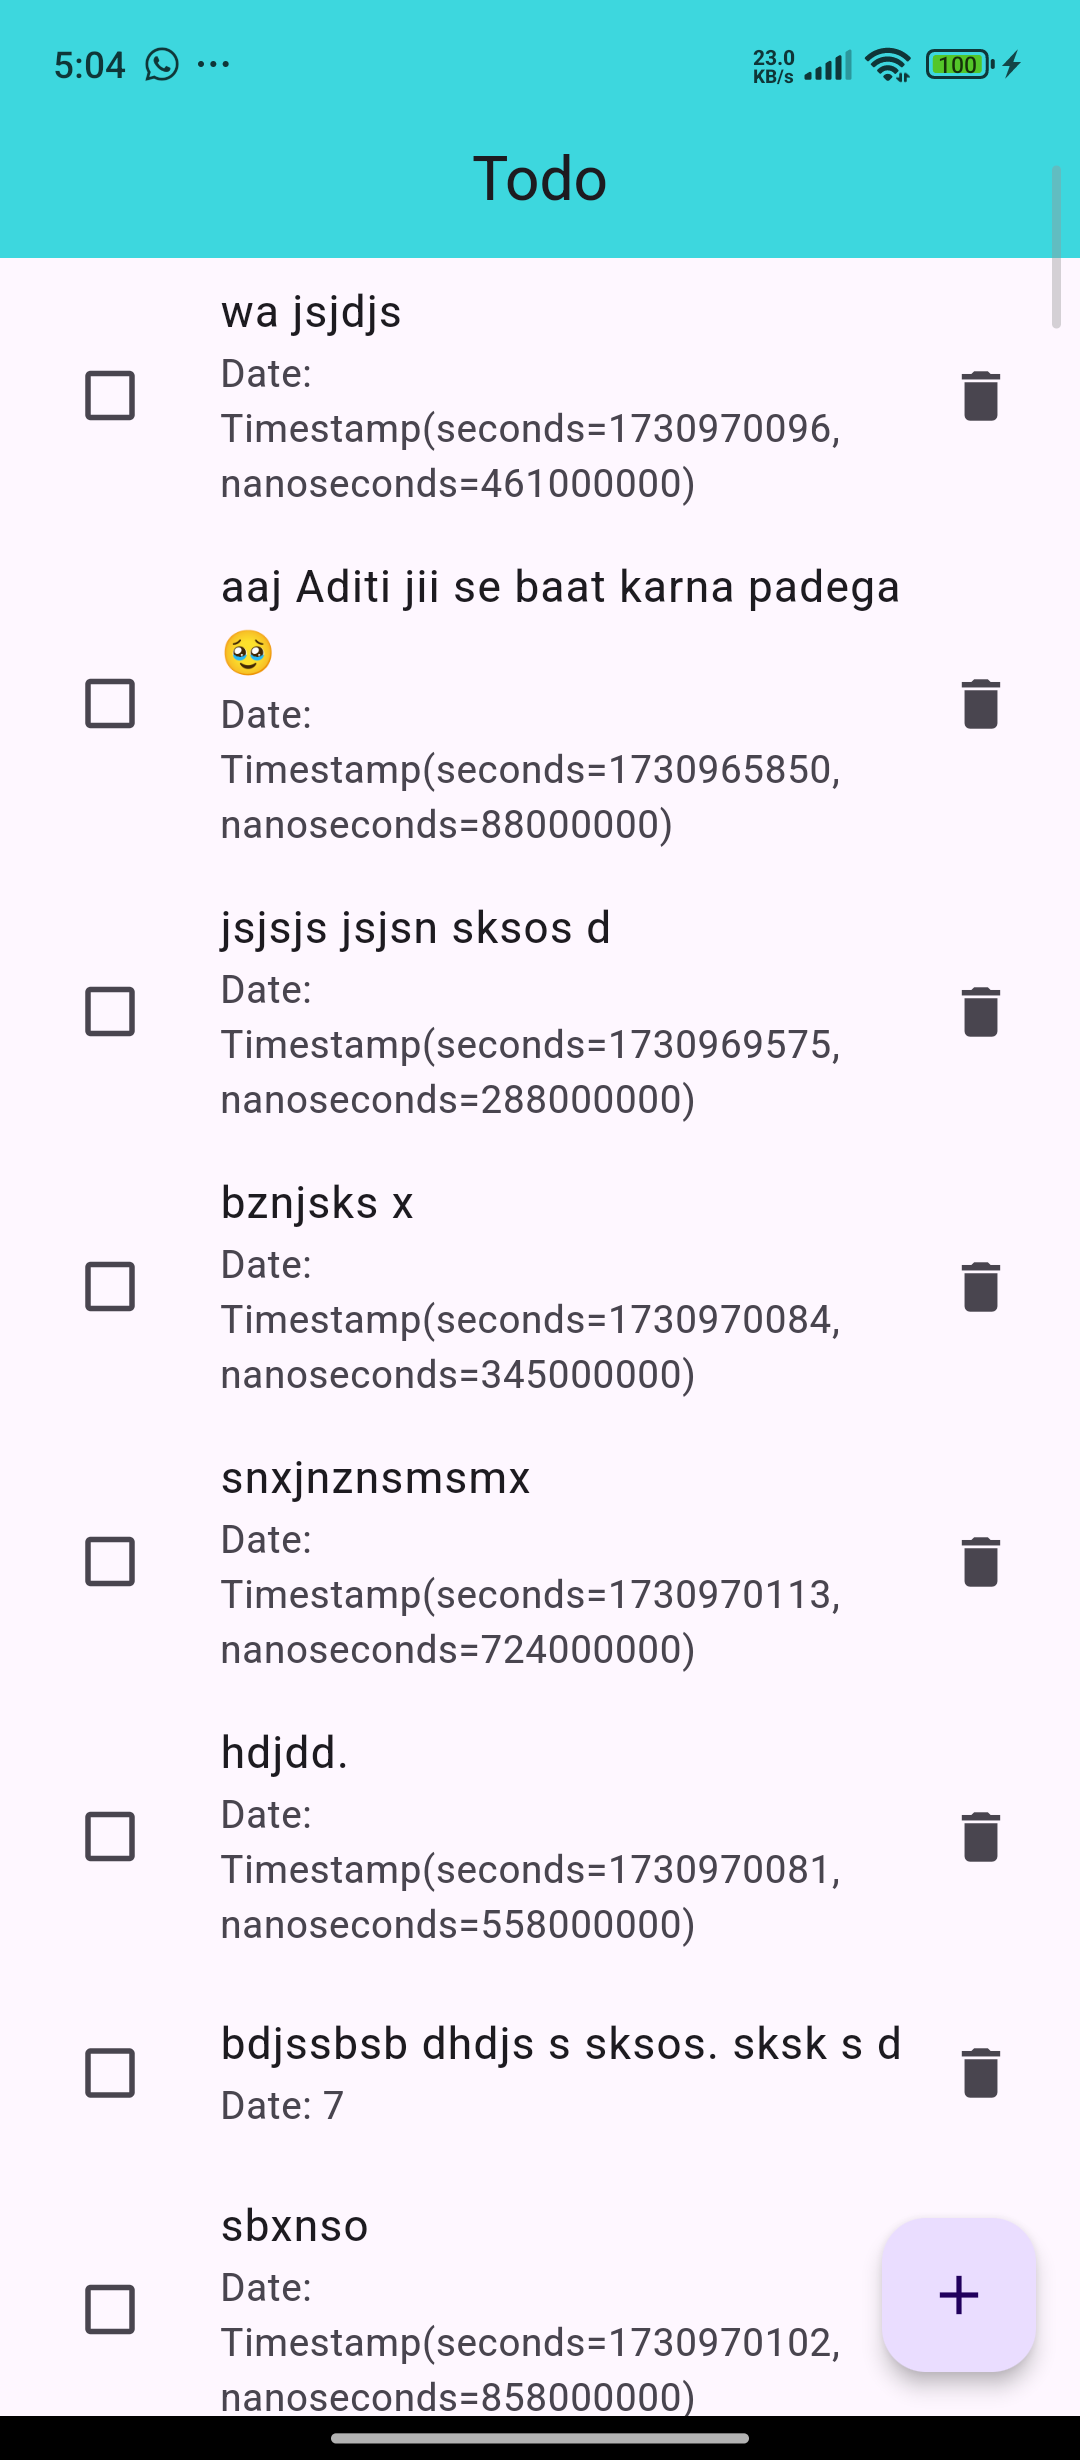 5:04 ... 23.0 KB/s 100
Todo
wa jsjdjs
Date:
Timestamp(seconds=1730970096,
nanoseconds=461000000)
aaj Aditi jii se baat karna padega
🥹
Date:
Timestamp(seconds=1730965850,
nanoseconds=88000000)
jsjsjs jsjsn sksos d
Date:
Timestamp(seconds=1730969575,
nanoseconds=288000000)
bznjsks x
Date:
Timestamp(seconds=1730970084,
nanoseconds=345000000)
snxjnznsmsmx
Date:
Timestamp(seconds=1730970113,
nanoseconds=724000000)
hdjdd.
Date:
Timestamp(seconds=1730970081,
nanoseconds=558000000)
bdjssbsb dhdjs s sksos. sksk s d
Date: 7
sbxnso
Date:
Timestamp(seconds=1730970102,
nanoseconds=858000000)